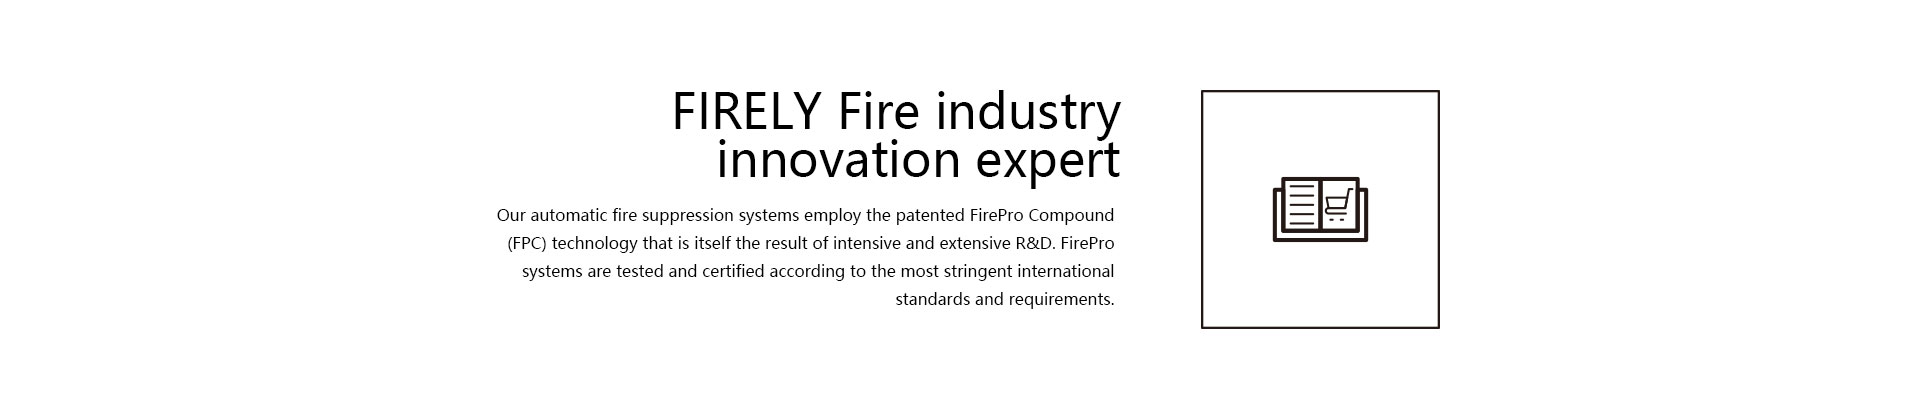 FIRELY Fire industry
innovation expert
Our automatic fire suppression systems employ the patented FirePro Compound
(FPC) technology that is itself the result of intensive and extensive R&D. FirePro
systems are tested and certified according to the most stringent international
standards and requirements.